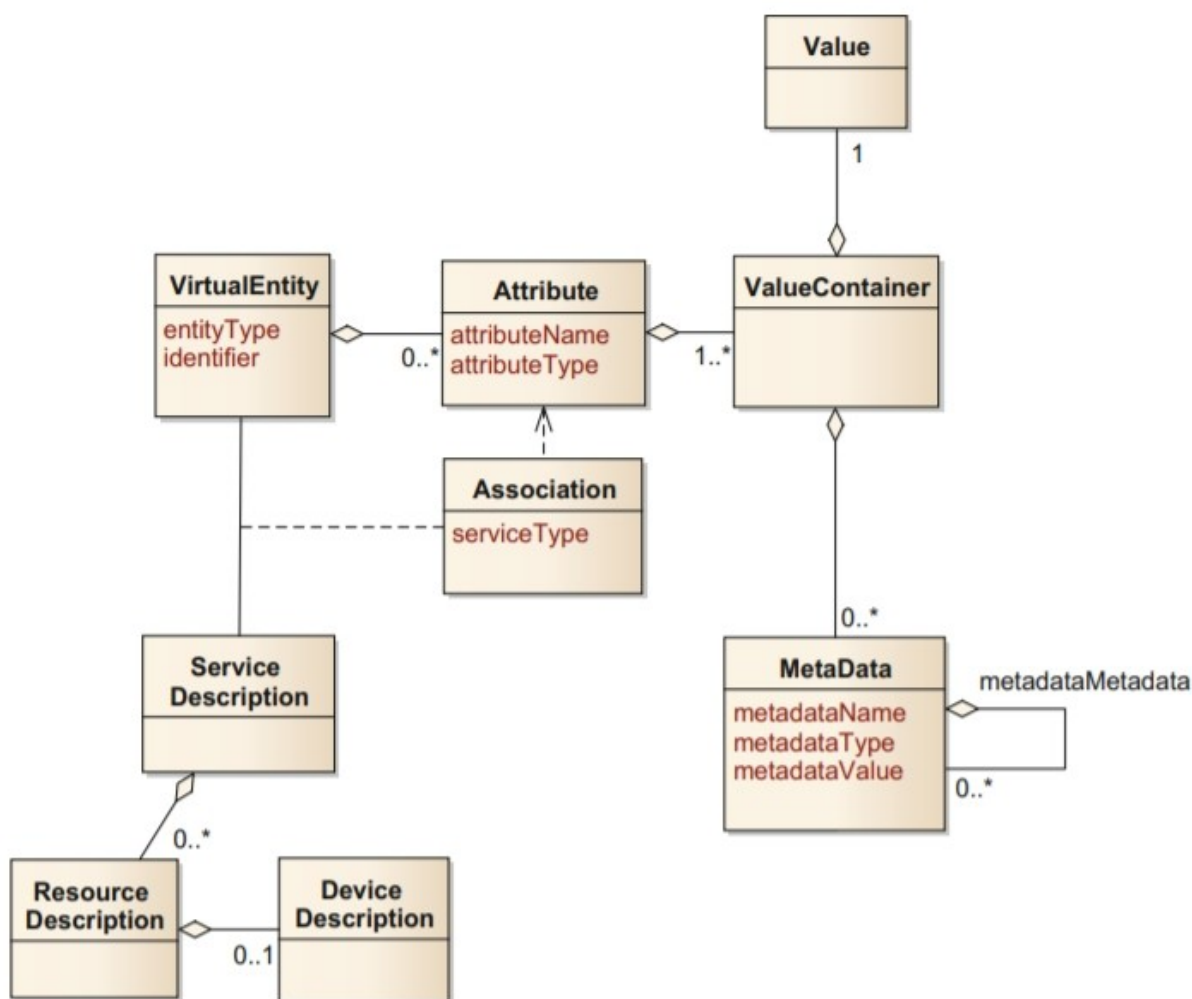 Value
1
VirtualEntity
entityType
identifier
0..*
Attribute
attributeName
attributeType
1..*
ValueContainer
Association
serviceType
0..*
Service
Description
MetaData
metadataName
metadataType
metadataValue
metadataMetadata
0..*
0..*
Resource
Description
0..1
Device
Description